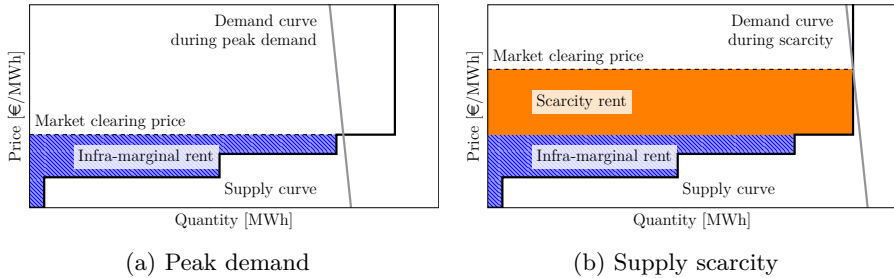 Demand curve
during peak demand
Market clearing price
Infra-marginal rent
Supply curve
Price [€/MWh]
Quantity [MWh]
(a) Peak demand
Demand curve
during scarcity
Market clearing price
Scarcity rent
Infra-marginal rent
Supply curve
Price [€/MWh]
Quantity [MWh]
(b) Supply scarcity